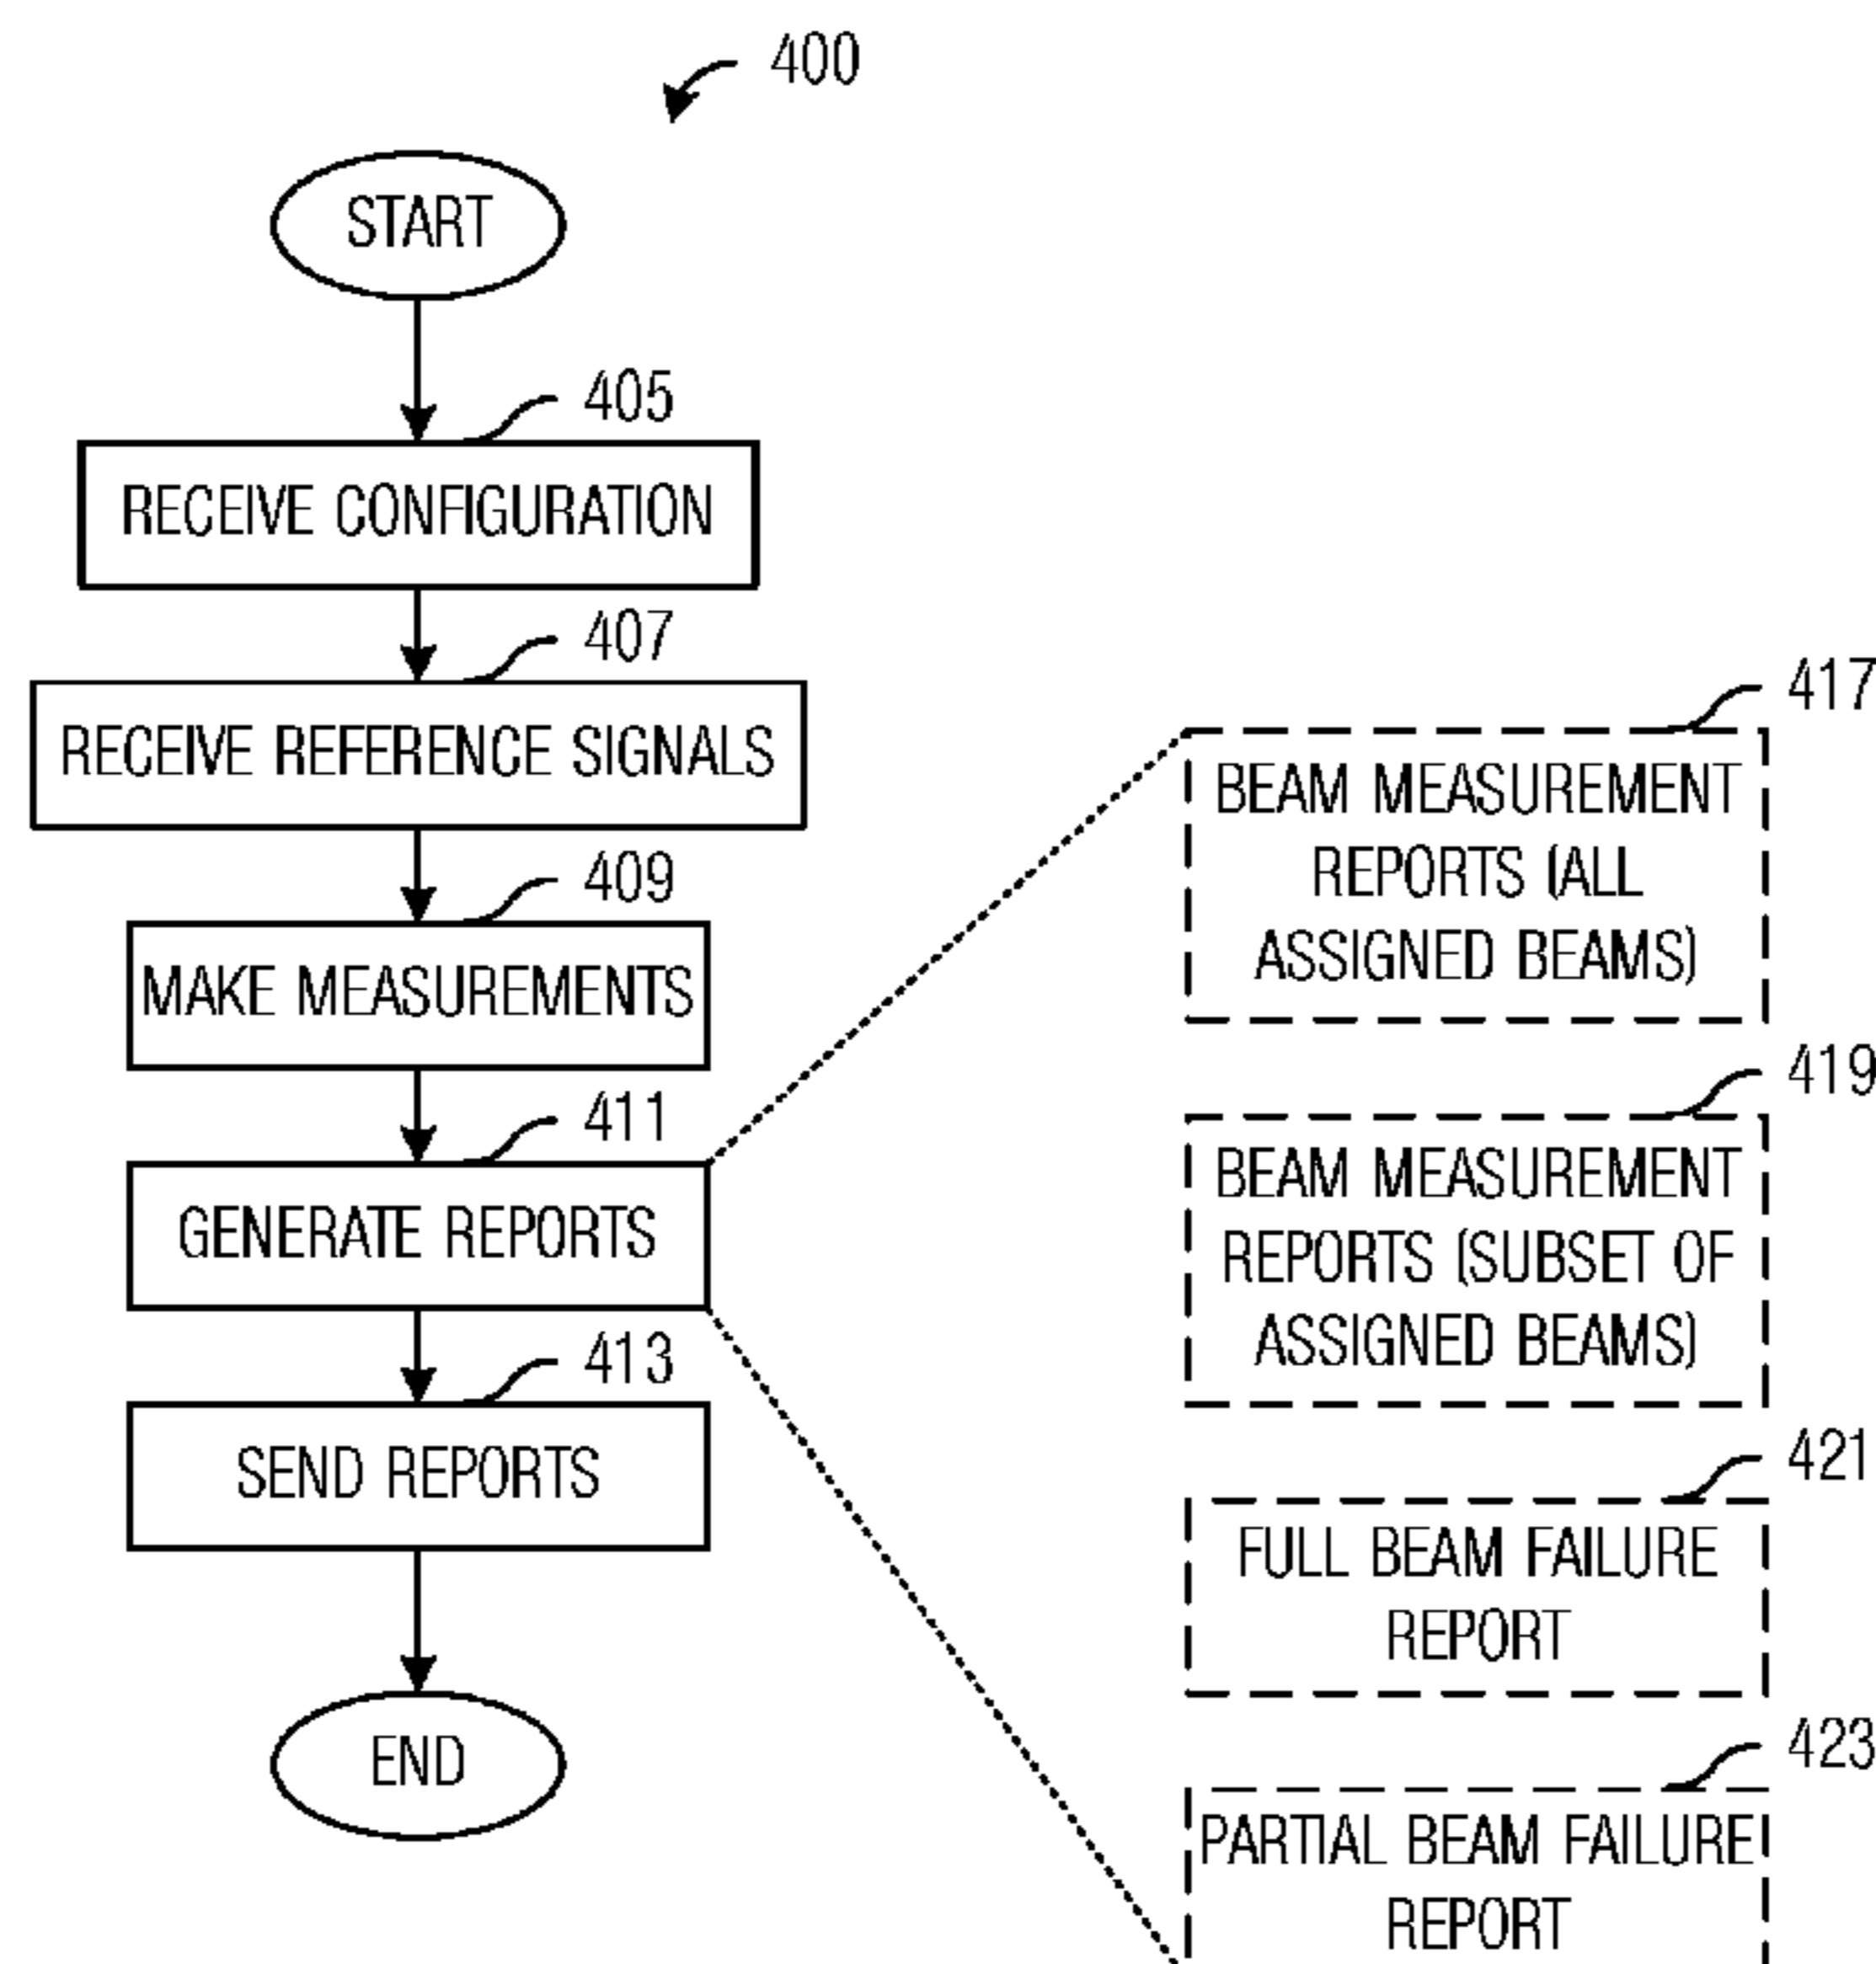 400
START
405
RECEIVE CONFIGURATION
407
RECEIVE REFERENCE SIGNALS
409
MAKE MEASUREMENTS
411
GENERATE REPORTS
413
SEND REPORTS
END
417
BEAM MEASUREMENT
REPORTS (ALL
ASSIGNED BEAMS)
419
BEAM MEASUREMENT
REPORTS (SUBSET OF
ASSIGNED BEAMS)
421
FULL BEAM FAILURE
REPORT
423
PARTIAL BEAM FAILURE
REPORT